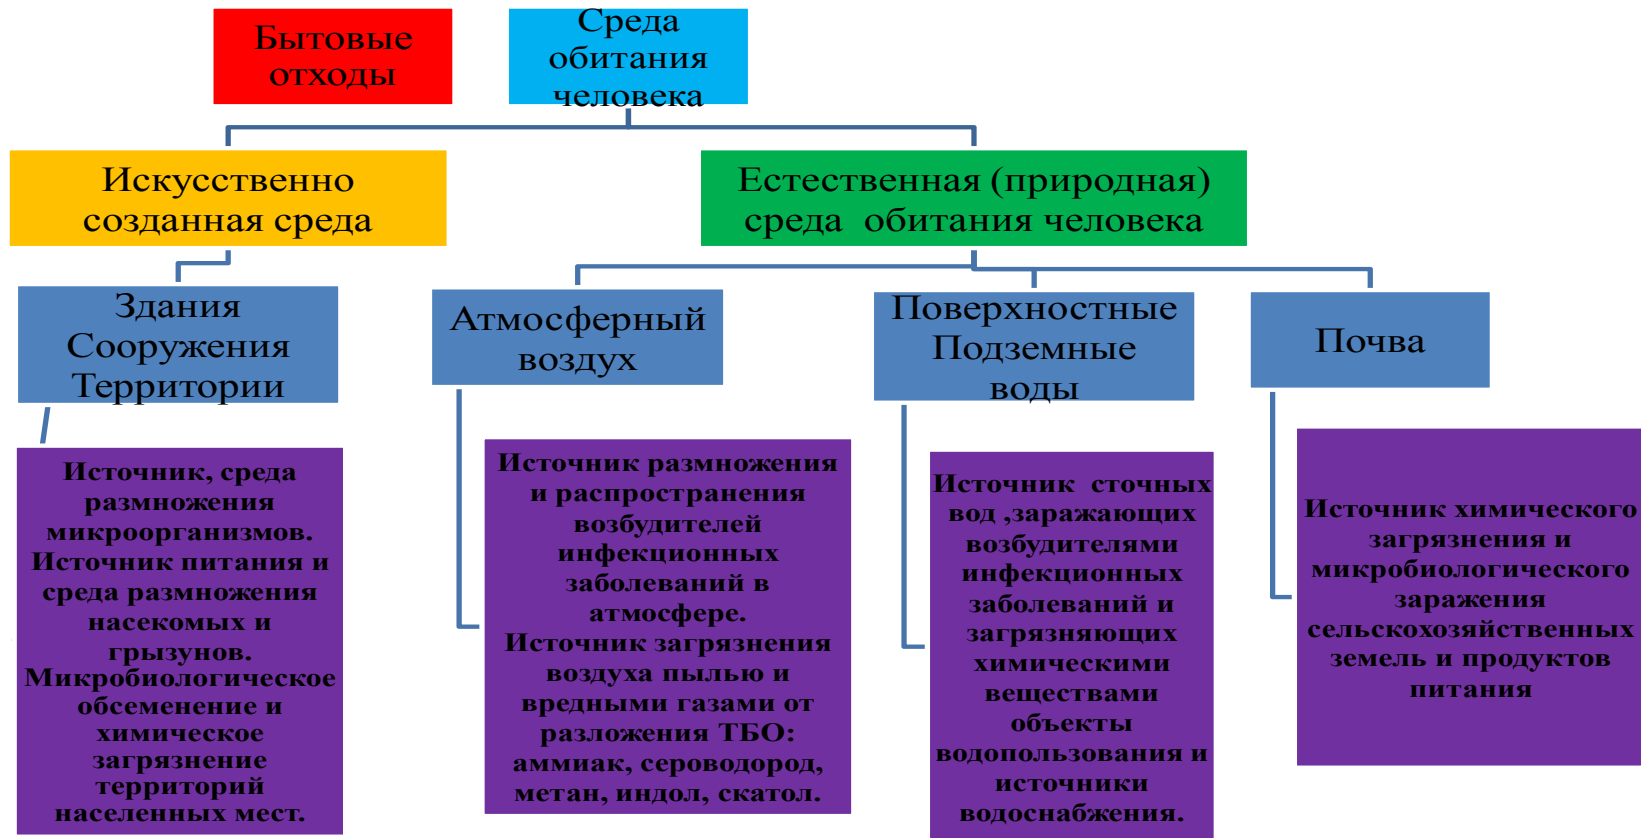 Бытовые
отходы
Среда
обитания
человека
Искусственно
созданная среда
Естественная (природная)
среда обитания человека
Здания
Сооружения
Территории
Атмосферный
воздух
Поверхностные
Подземные
воды
Почва
Источник, среда
размножения
микроорганизмов.
Источник питания и
среда размножения
насекомых и
грызунов.
Микробиологическое
обсеменение и
химическое
загрязнение
территорий
населенных мест.
Источник размножения
и распространения
возбудителей
инфекционных
заболеваний в
атмосфере.
Источник загрязнения
воздуха пылью и
вредными газами от
разложения ТБО:
аммиак, сероводород,
метан, индол, скатол.
Источник сточных
вод ,заражающих
возбудителями
инфекционных
заболеваний и
загрязняющих
химическими
веществами
объекты
водопользования и
источники
водоснабжения.
Источник химического
загрязнения и
микробиологического
заражения
сельскохозяйственных
земель и продуктов
питания